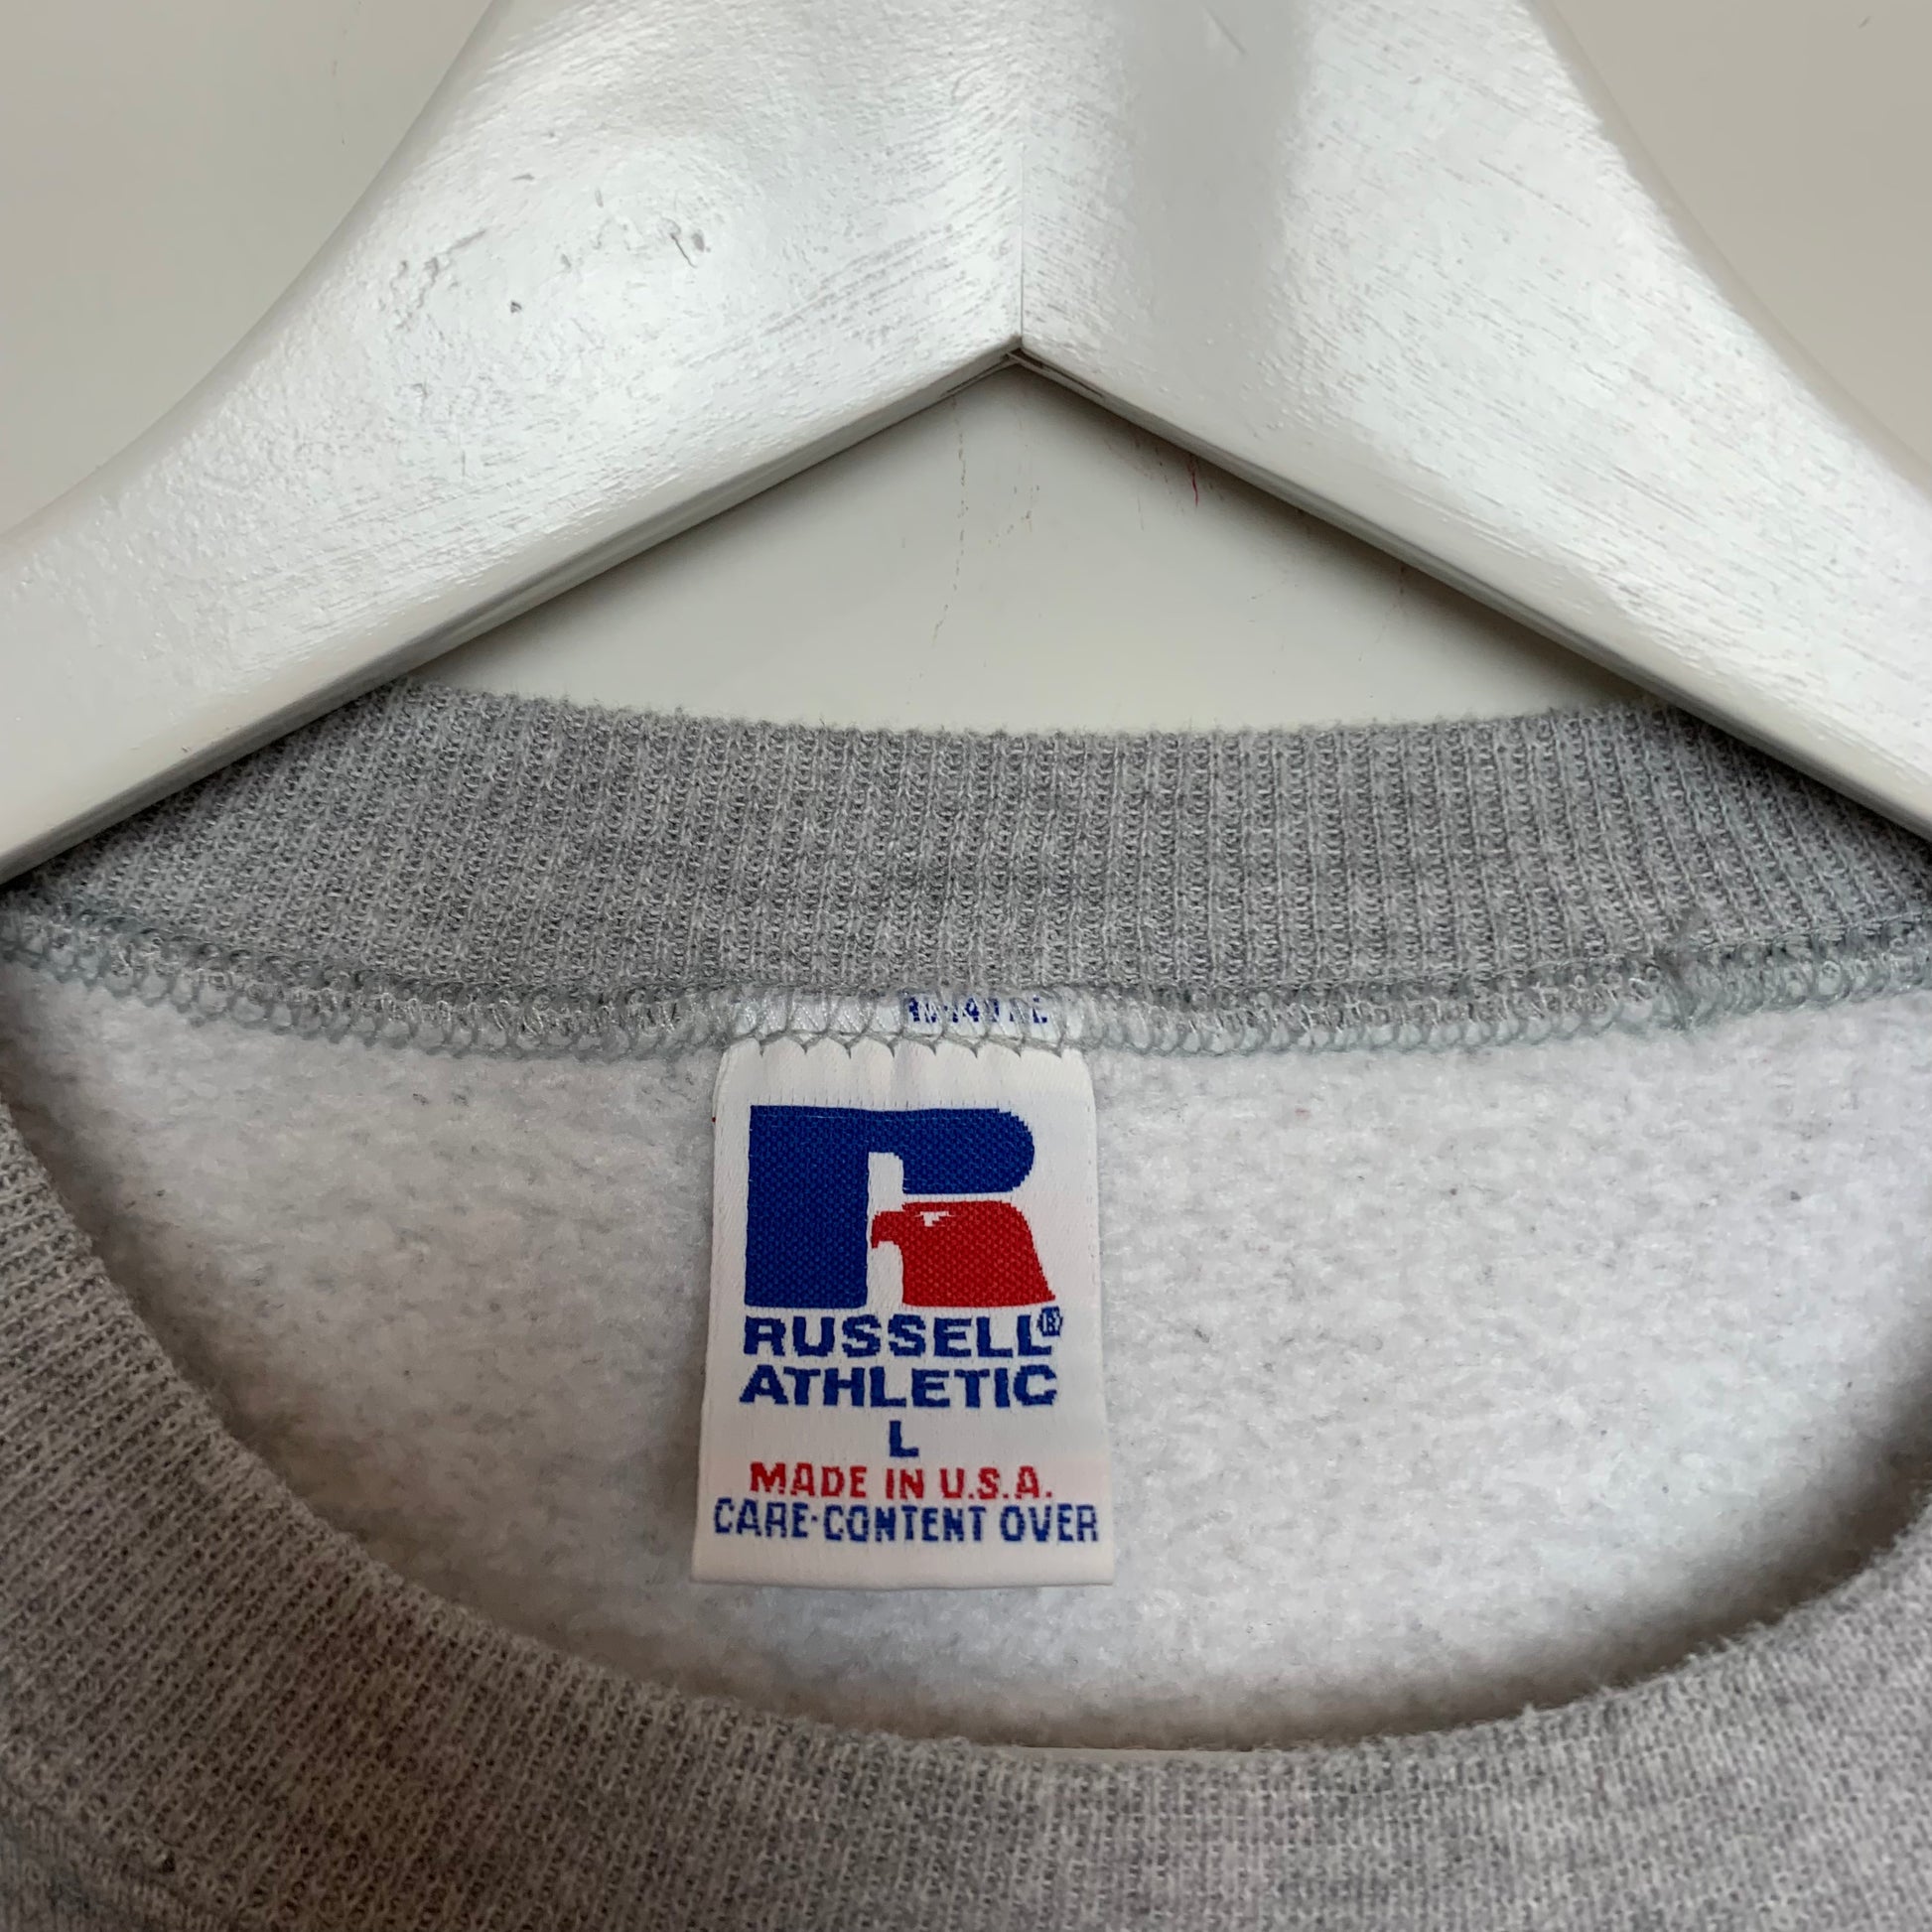 RUSSELL®
ATHLETIC
L
MADE IN U.S.A.
CARE-CONTENT OVER